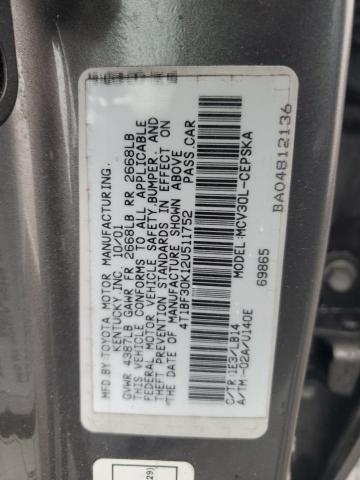 MFD.BY TOYOTA MOTOR MANUFACTURING.
KENTUCKY INC. 10/01
GVWR 4387LB GAWR FR 2668LB RR 2668LB
THIS VEHICLE CONFORMS TO ALL APPLICABLE
FEDERAL MOTOR VEHICLE SAFETY,BUMPER, AND
THEFT PREVENTION STANDARDS IN EFFECT ON
THE DATE OF MANUFACTURE SHOWN ABOVE
4T1BF30K12U511752 PASS.CAR
MODEL MCV30L-CEPSKA
69865
C/TR:1E3/LB14
A/TM:-02A/U140E
BA04812136
29)